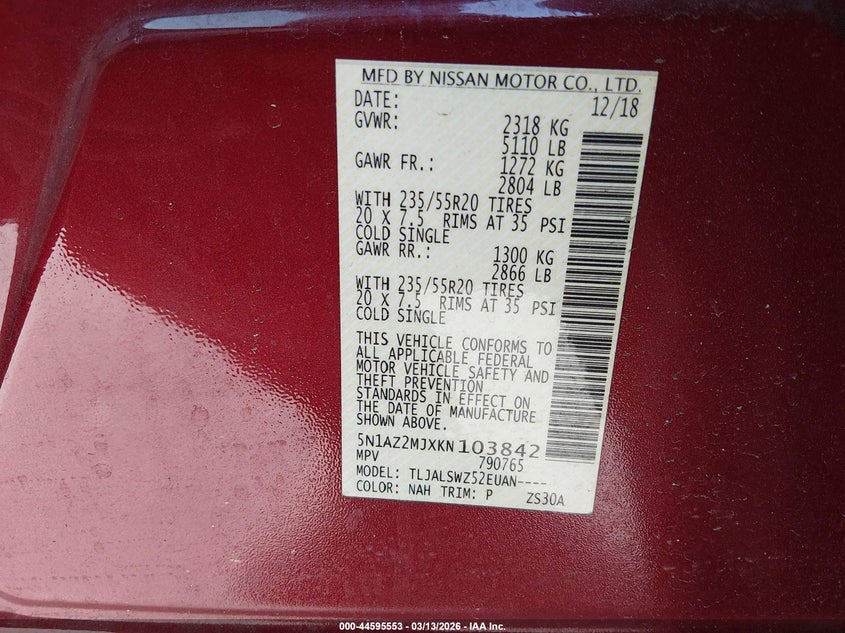 MFD BY NISSAN MOTOR CO., LTD.
DATE: 12/18
GVWR: 2318 KG
5110 LB
GAWR FR.: 1272 KG
2804 LB
WITH 235/55R20 TIRES
20 X 7.5 RIMS AT 35 PSI
COLD SINGLE
GAWR RR.: 1300 KG
2866 LB
WITH 235/55R20 TIRES
20 X 7.5 RIMS AT 35 PSI
COLD SINGLE
THIS VEHICLE CONFORMS TO
ALL APPLICABLE FEDERAL
MOTOR VEHICLE SAFETY AND
THEFT PREVENTION
STANDARDS IN EFFECT ON
THE DATE OF MANUFACTURE
SHOWN ABOVE.
5N1AZ2MJXKN103842
MPV 790765
MODEL: TLJALSWZ52EUAN----
COLOR: NAH TRIM: P ZS30A
000-44595553 — 03/13/2026 — IAA Inc.